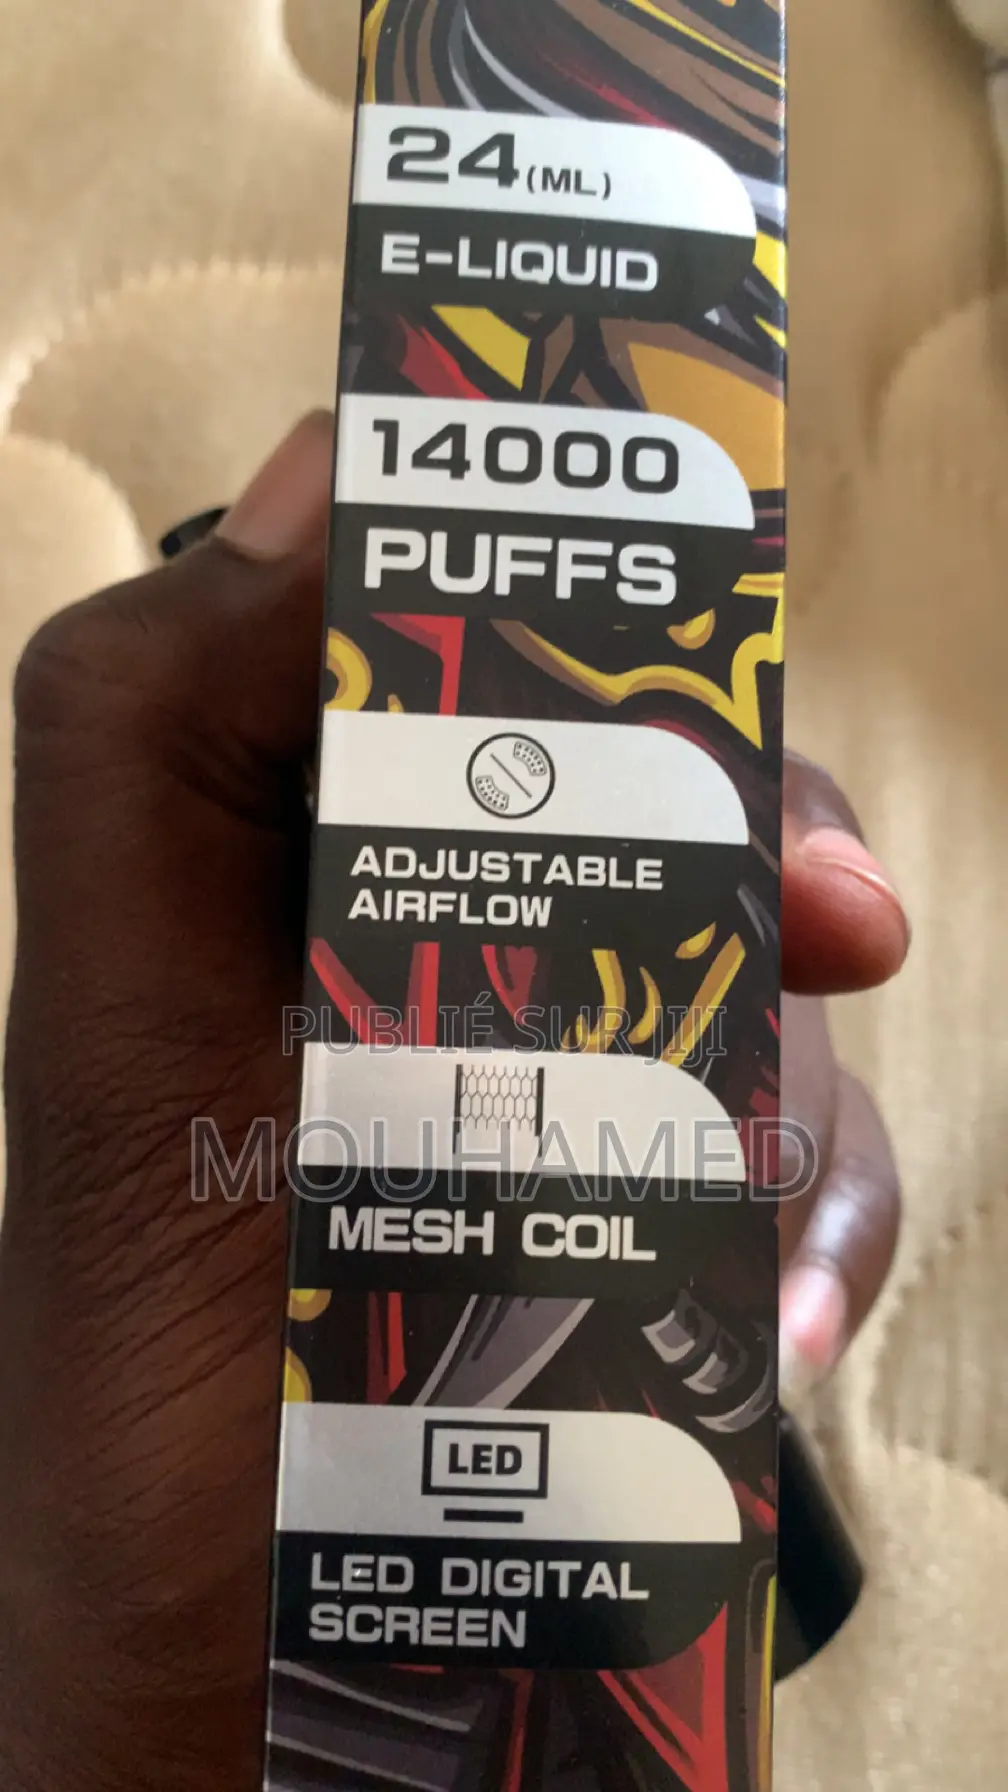 24(ML)
E-LIQUID
14000
PUFFS
ADJUSTABLE
AIRFLOW
PUBLIÉ SUR JIJI
MOUHAMED
MESH COIL
LED
LED DIGITAL
SCREEN